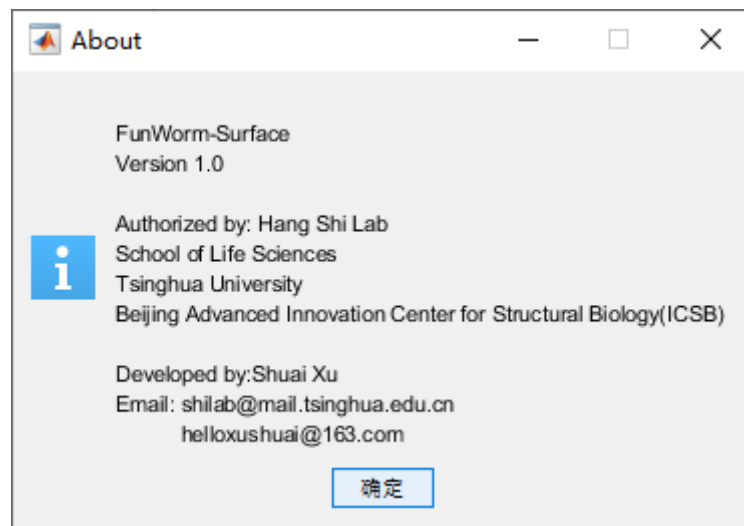 About
FunWorm-Surface
Version 1.0
Authorized by: Hang Shi Lab
School of Life Sciences
Tsinghua University
Beijing Advanced Innovation Center for Structural Biology(ICSB)
Developed by:Shuai Xu
Email: shilab@mail.tsinghua.edu.cn
helloxushuai@163.com
确定